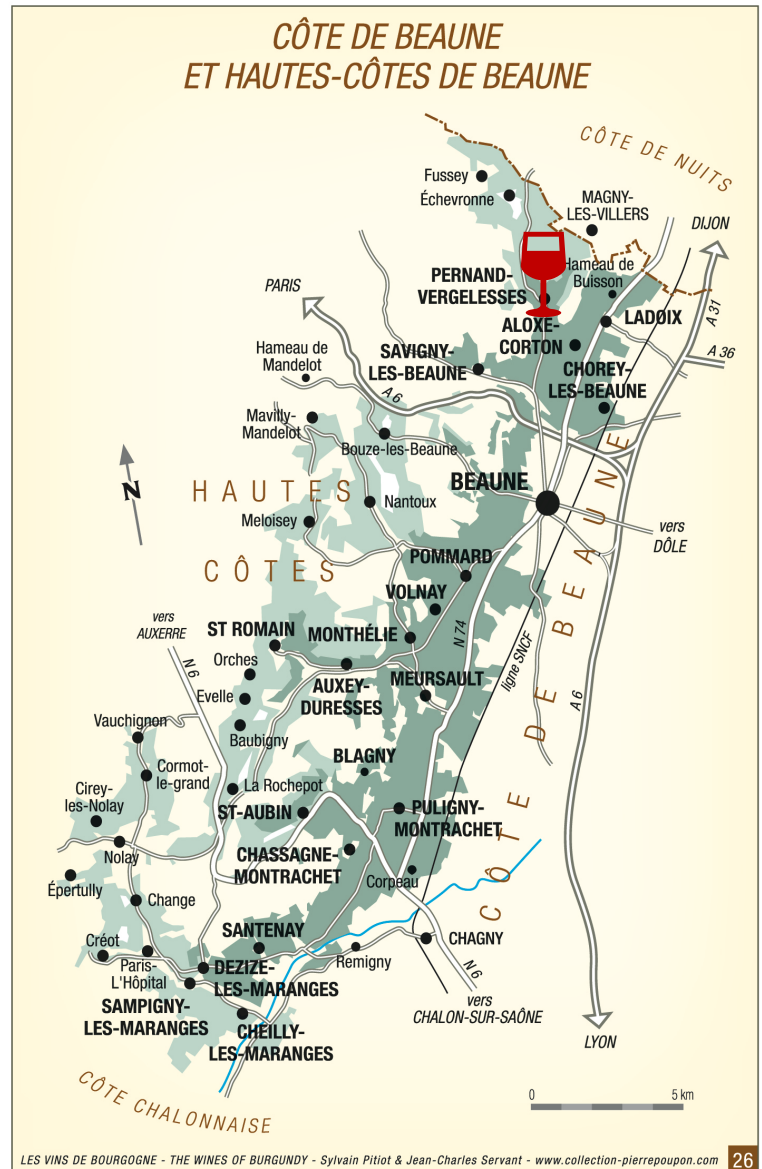 CÔTE DE BEAUNE
ET HAUTES-CÔTES DE BEAUNE
CÔTE DE NUITS
Fussey
Échevronne
MAGNY-
LES-VILLERS
DIJON
Hameau de
Buisson
PERNAND-
VERGELESSES
PARIS
A 31
LADOIX
ALOXE-
CORTON
A 36
Hameau de
Mandelot
SAVIGNY-
LES-BEAUNE
CHOREY-
LES-BEAUNE
A 6
Mavilly-
Mandelot
Bouze-les-Beaune
BEAUNE
N
HAUTES
CÔTES
Nantoux
Meloisey
vers
DÔLE
POMMARD
VOLNAY
vers
AUXERRE
ST ROMAIN
MONTHÉLIE
N 74
ligne SNCF
CÔTE DE BEAUNE
N 6
Orches
AUXEY-
DURESSES
MEURSAULT
A 6
Evelle
Vauchignon
Baubigny
BLAGNY
Cormot-
le-grand
La Rochepot
Cirey-
les-Nolay
ST-AUBIN
PULIGNY-
MONTRACHET
Nolay
CHASSAGNE-
MONTRACHET
Corpeau
Épertully
Change
SANTENAY
CHAGNY
Créot
Paris-
L'Hôpital
Remigny
N 6
DEZIZE-
LES-MARANGES
SAMPIGNY-
LES-MARANGES
vers
CHALON-SUR-SAÔNE
CHEILLY-
LES-MARANGES
LYON
CÔTE CHALONNAISE
0 5 km
LES VINS DE BOURGOGNE - THE WINES OF BURGUNDY - Sylvain Pitiot & Jean-Charles Servant - www.collection-pierrepoupon.com 26